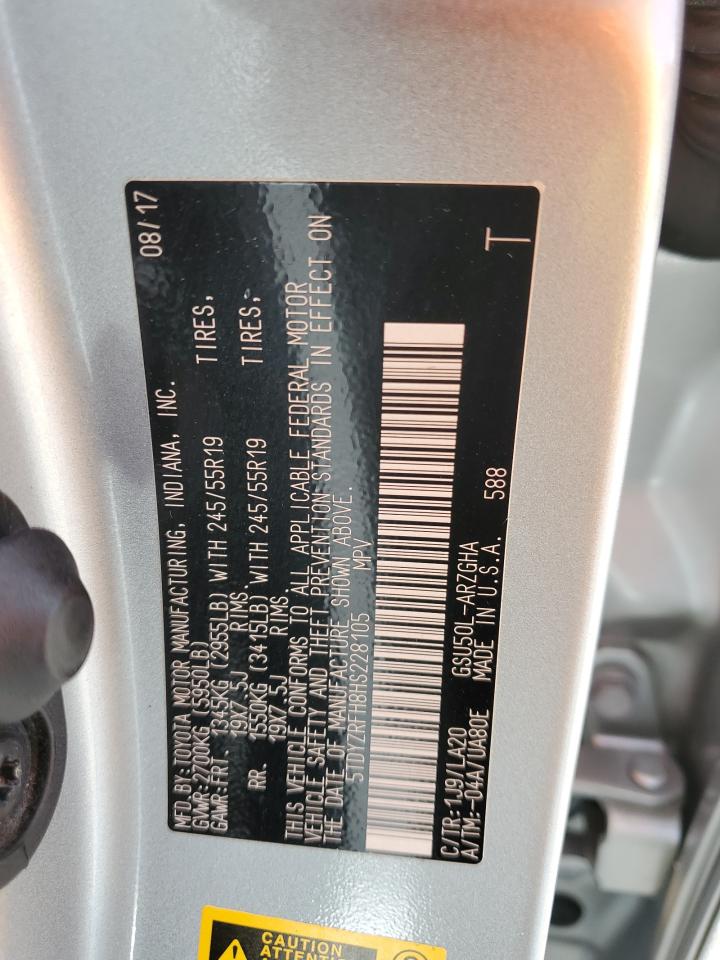 MFD.BY:TOYOTA MOTOR MANUFACTURING, INDIANA, INC. 08/17
GVWR:2700KG (5950LB)
GAWR:FRT. 1345KG (2955LB) WITH 245/55R19 TIRES,
19X7.5J RIMS.
RR. 1550KG (3415LB) WITH 245/55R19 TIRES,
19X7.5J RIMS.
THIS VEHICLE CONFORMS TO ALL APPLICABLE FEDERAL MOTOR
VEHICLE SAFETY AND THEFT PREVENTION STANDARDS IN EFFECT ON
THE DATE OF MANUFACTURE SHOWN ABOVE.
5TDYZRFH8HS228105 MPV
C/TR:1J9/LA20 GSU50L-ARZGHA
A/TM:-04A/UA80E MADE IN U.S.A. 588 T
CAUTION